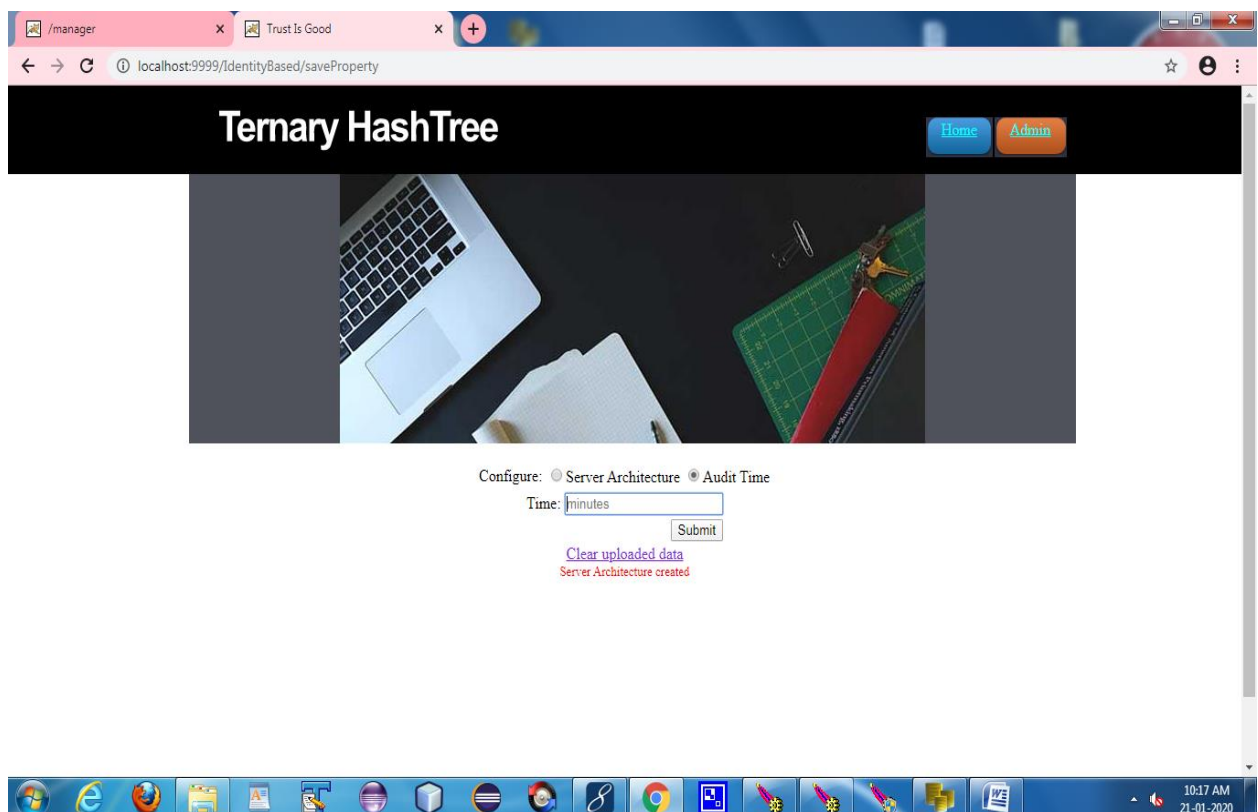 /manager
Trust Is Good
localhost:9999/IdentityBased/saveProperty
Ternary HashTree
Home Admin
Configure: Server Architecture Audit Time
Time: minutes
Submit
Clear uploaded data
Server Architecture created
10:17 AM
21-01-2020